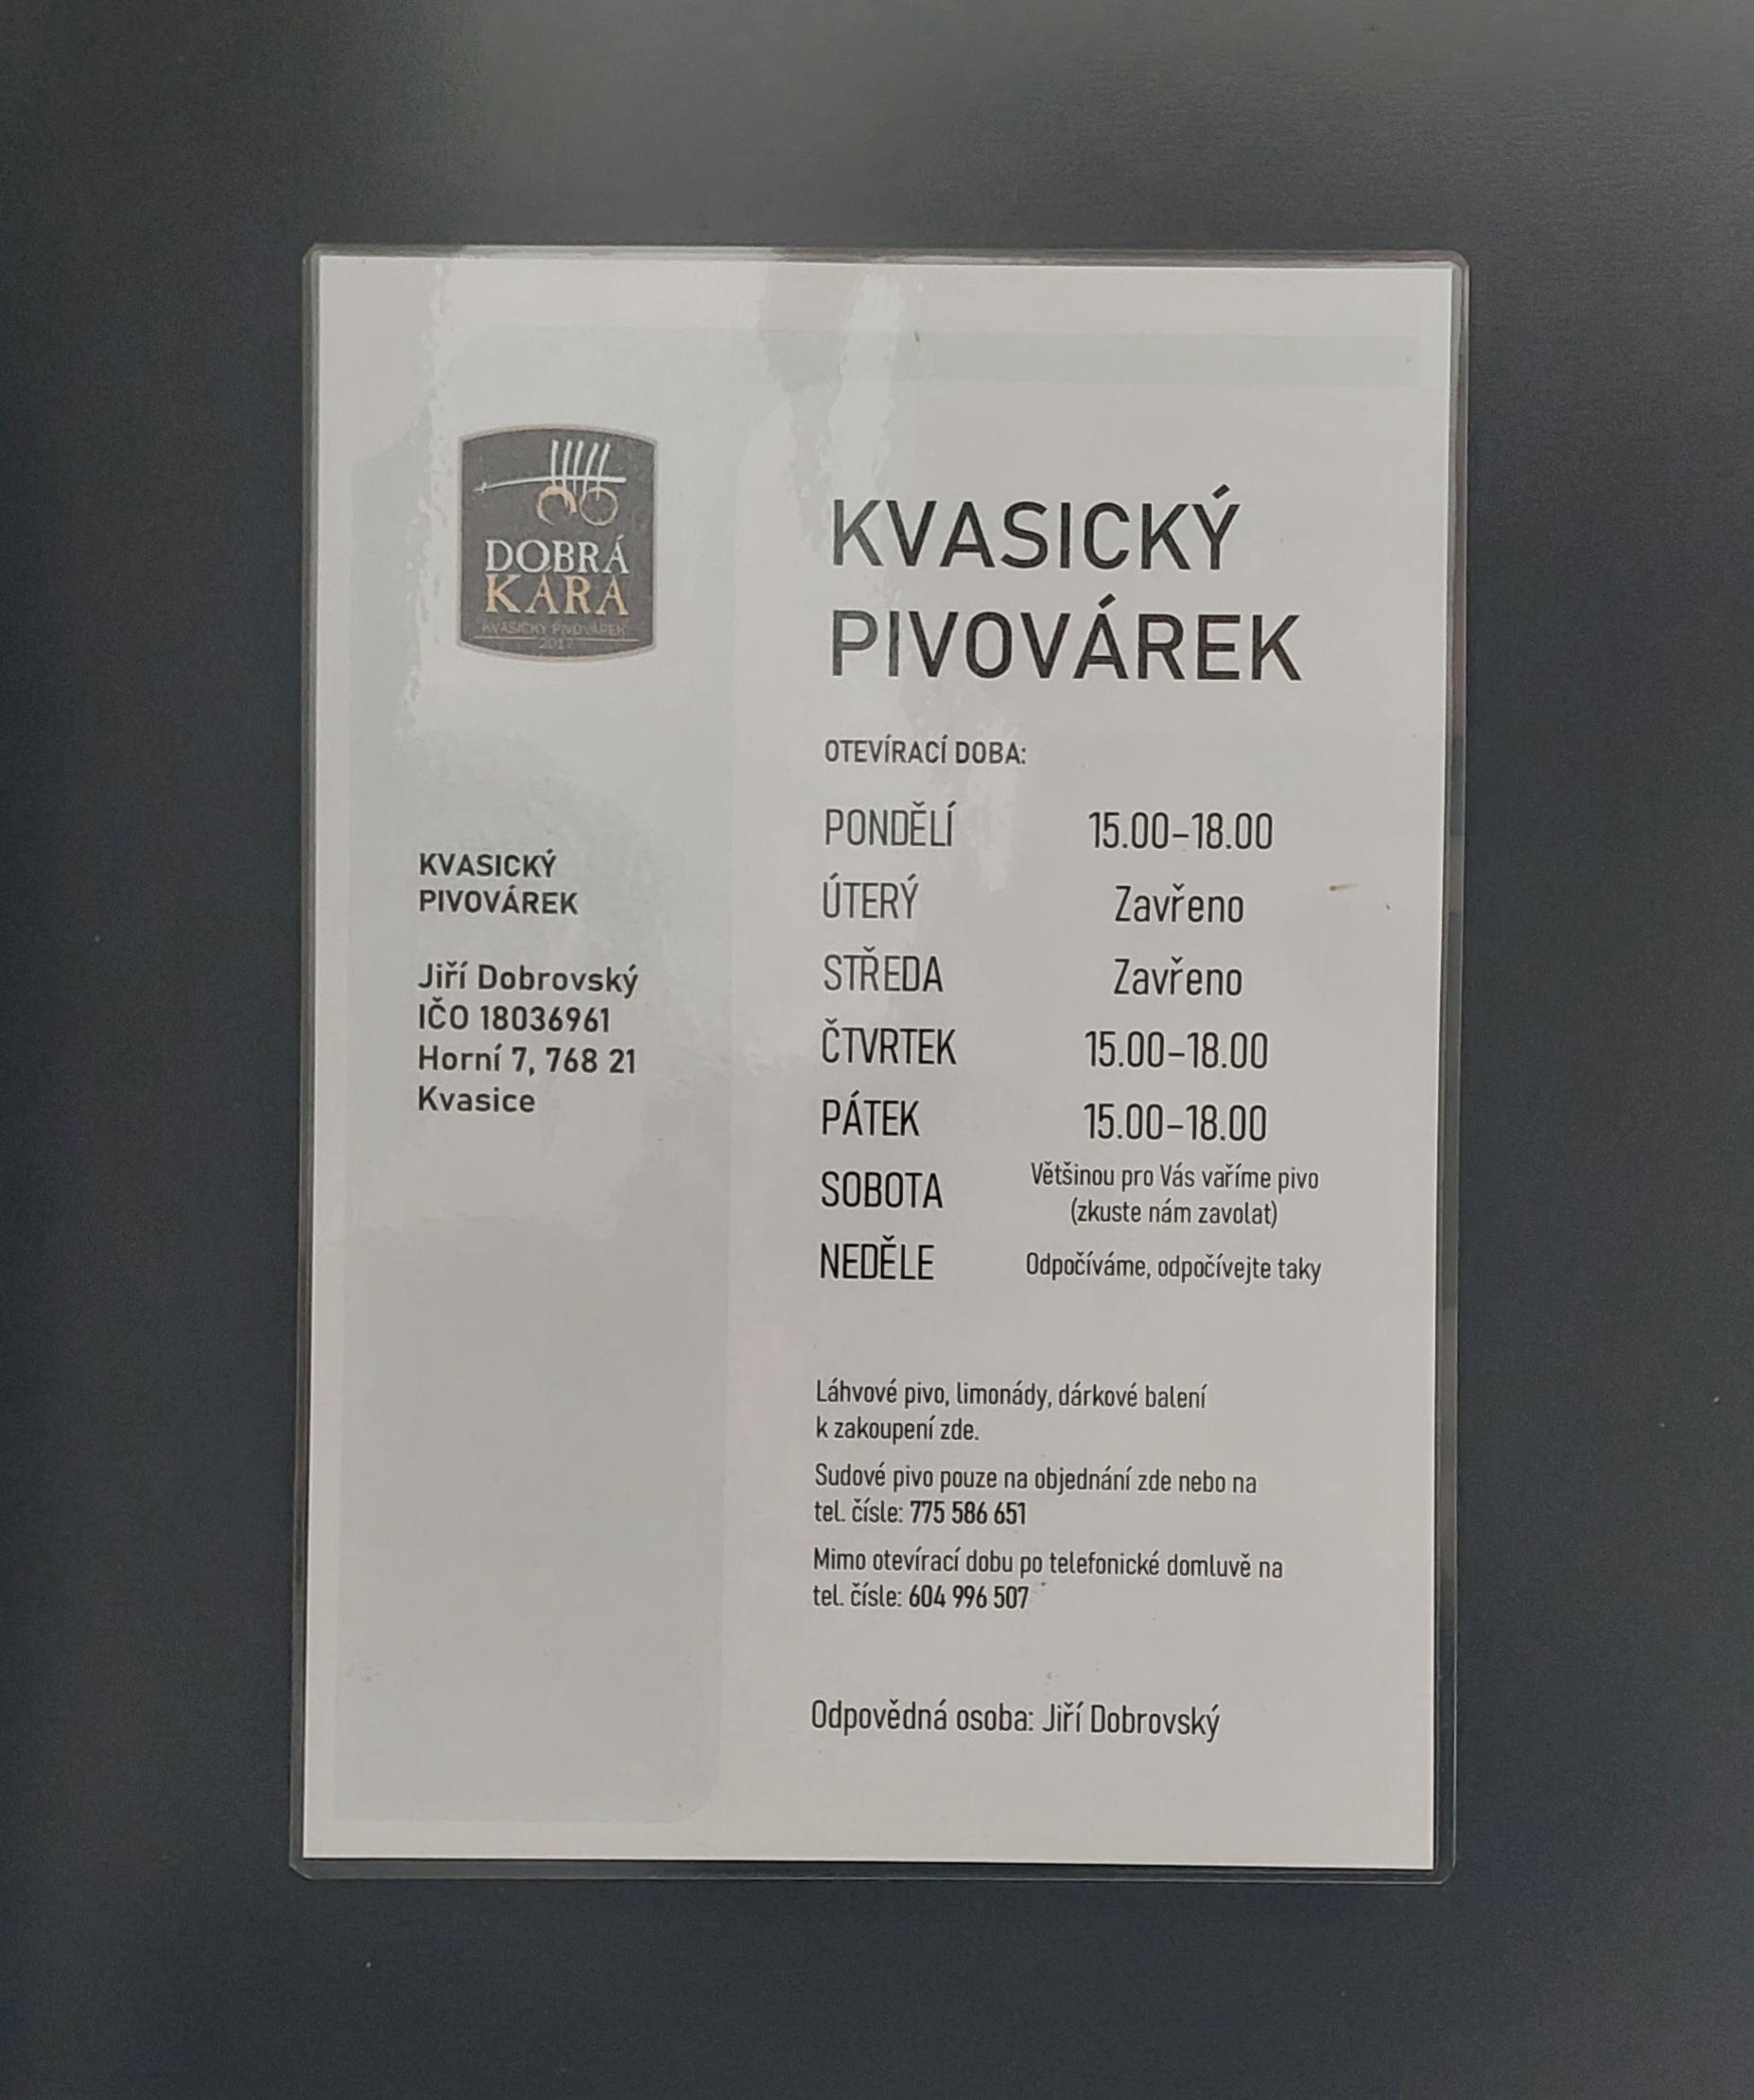 DOBRÁ
KÁRA
KVASICKÝ PIVOVÁREK
2017
KVASICKÝ
PIVOVÁREK
Jiří Dobrovský
IČO 18036961
Horní 7, 768 21
Kvasice
KVASICKÝ
PIVOVÁREK
OTEVÍRACÍ DOBA:
PONDĚLÍ 15.00–18.00
ÚTERÝ Zavřeno
STŘEDA Zavřeno
ČTVRTEK 15.00–18.00
PÁTEK 15.00–18.00
SOBOTA Většinou pro Vás vaříme pivo
(zkuste nám zavolat)
NEDĚLE Odpočíváme, odpočívejte taky
Láhvové pivo, limonády, dárkové balení
k zakoupení zde.
Sudové pivo pouze na objednání zde nebo na
tel. čísle: 775 586 651
Mimo otevírací dobu po telefonické domluvě na
tel. čísle: 604 996 507
Odpovědná osoba: Jiří Dobrovský